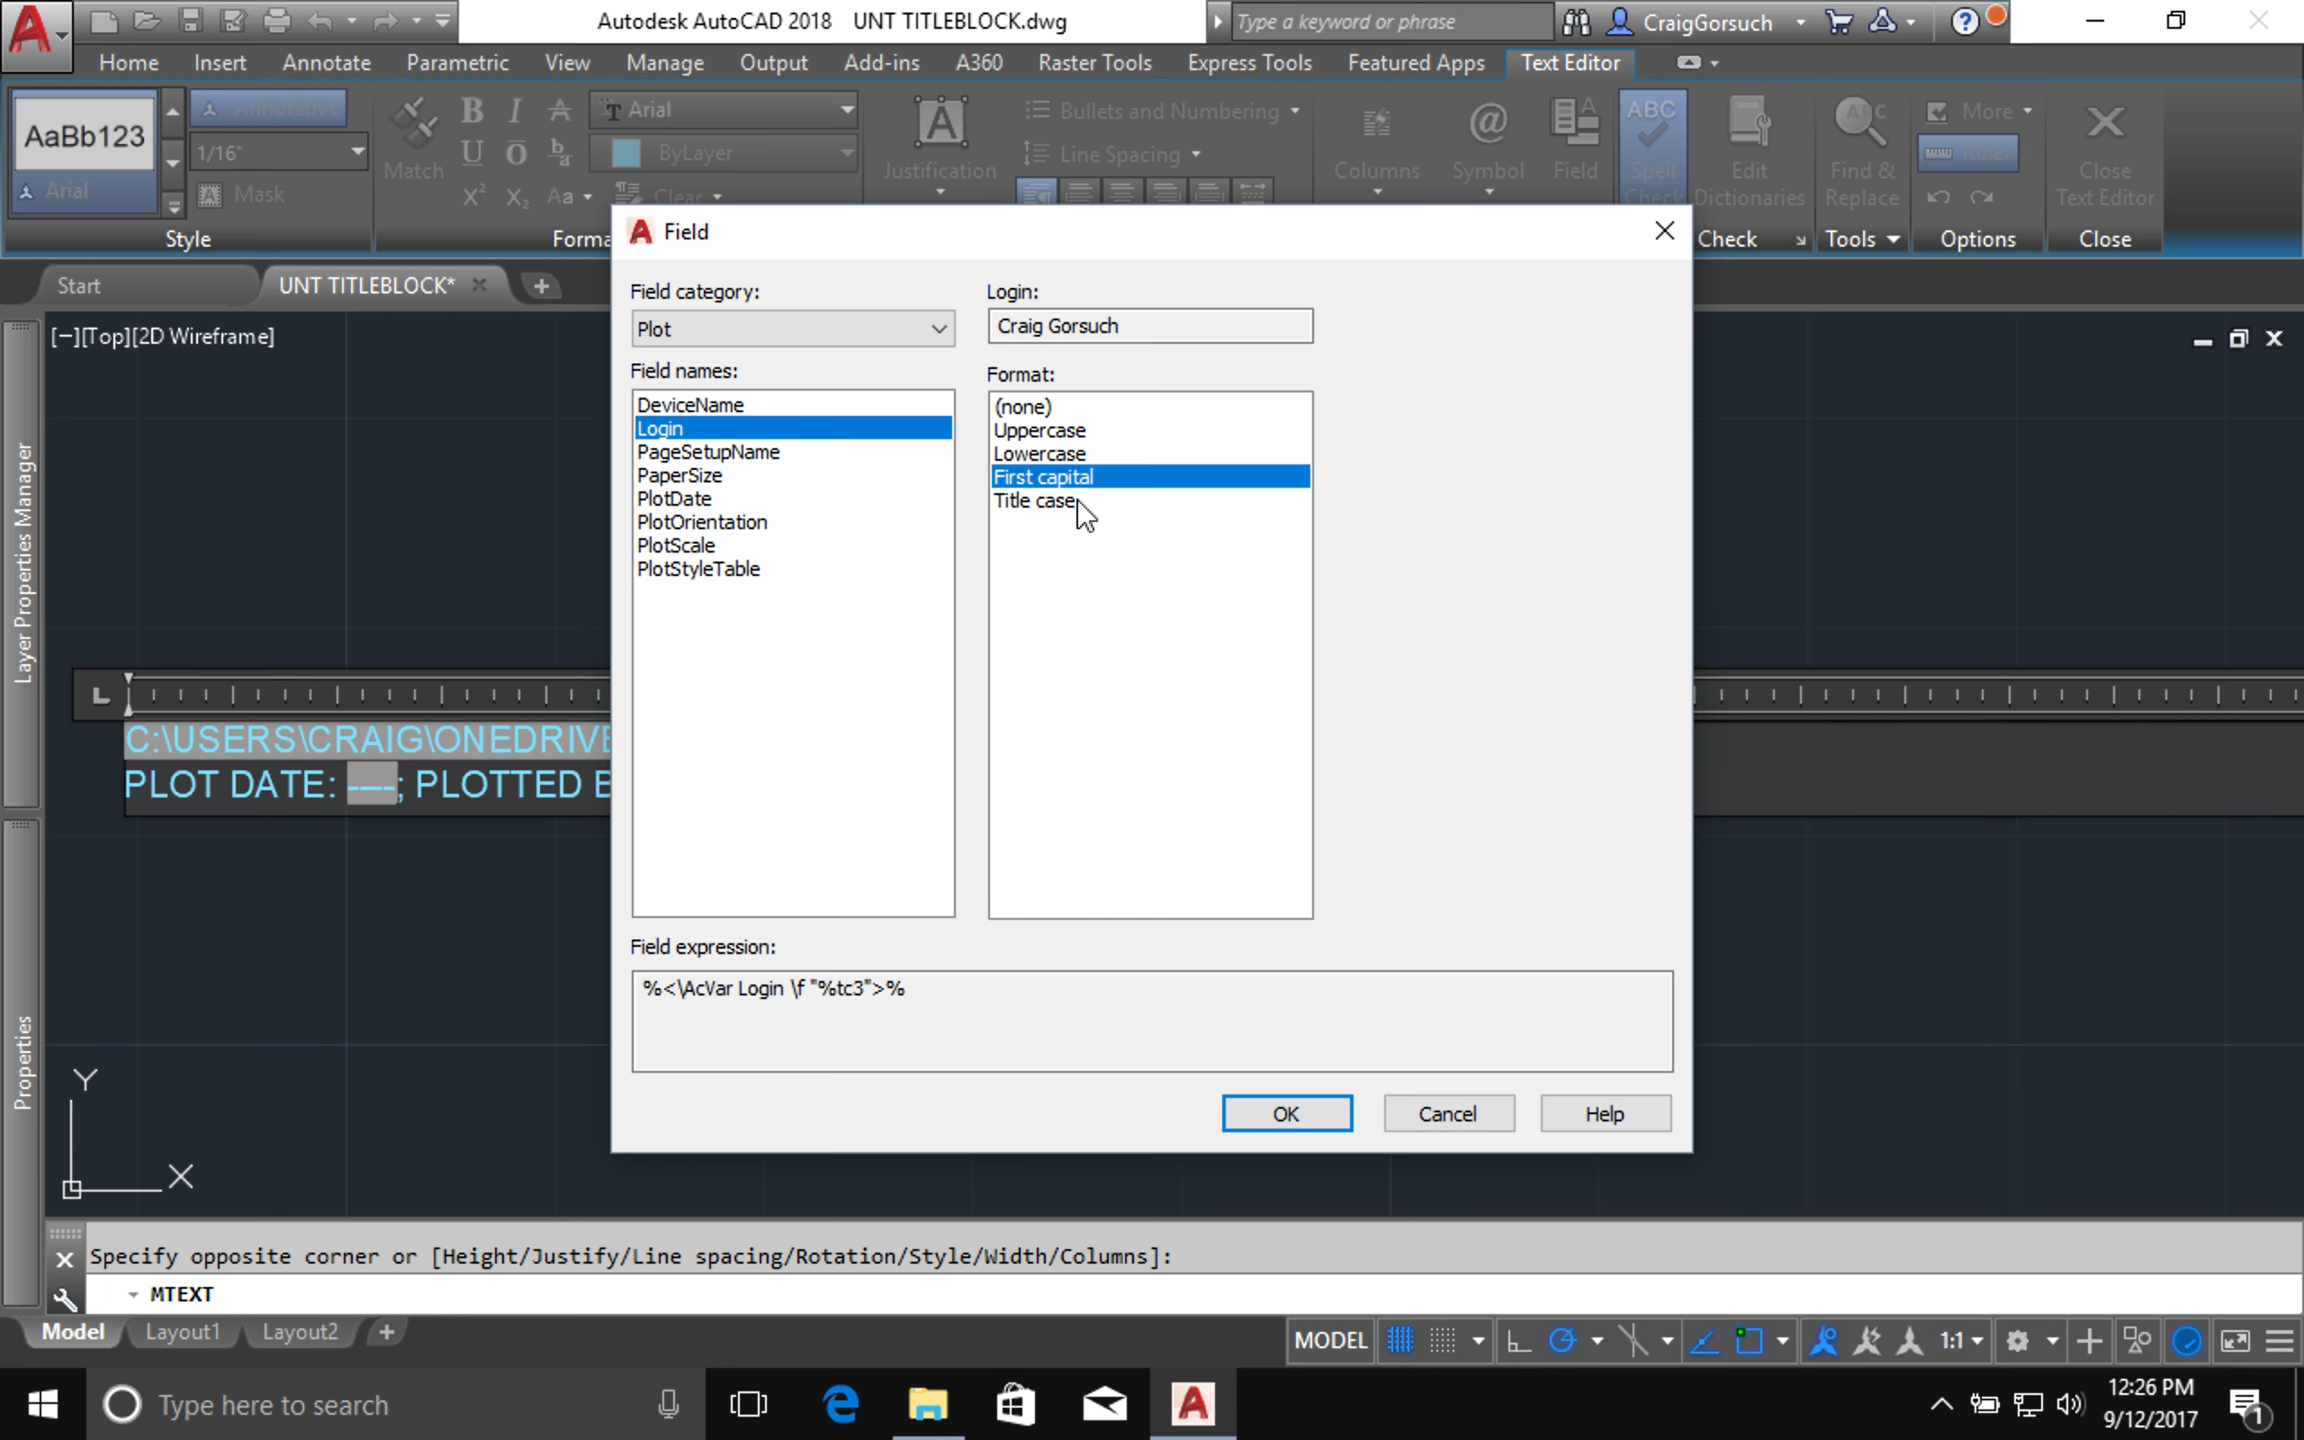 Autodesk AutoCAD 2018 UNT TITLEBLOCK.dwg
Type a keyword or phrase
CraigGorsuch
Home Insert Annotate Parametric View Manage Output Add-ins A360 Raster Tools Express Tools Featured Apps Text Editor
AaBb123
Arial
Annotative
1/16"
Mask
Style
Match
Arial
ByLayer
Clear
Justification
Bullets and Numbering
Line Spacing
Columns
@
Symbol
Field
ABC
Spell
Check
Edit
Dictionaries
Check
Find &
Replace
Tools
More
Ruler
Options
Close
Text Editor
Close
Start
UNT TITLEBLOCK*
[−][Top][2D Wireframe]
Layer Properties Manager
Properties
C:\USERS\CRAIG\ONEDRIVE
PLOT DATE: ----; PLOTTED B
Y
X
Field
Field category:
Plot
Field names:
DeviceName
Login
PageSetupName
PaperSize
PlotDate
PlotOrientation
PlotScale
PlotStyleTable
Login:
Craig Gorsuch
Format:
(none)
Uppercase
Lowercase
First capital
Title case
Field expression:
%<\AcVar Login \f "%tc3">%
OK Cancel Help
Specify opposite corner or [Height/Justify/Line spacing/Rotation/Style/Width/Columns]:
MTEXT
Model Layout1 Layout2 +
MODEL
1:1
Type here to search
12:26 PM
9/12/2017
1